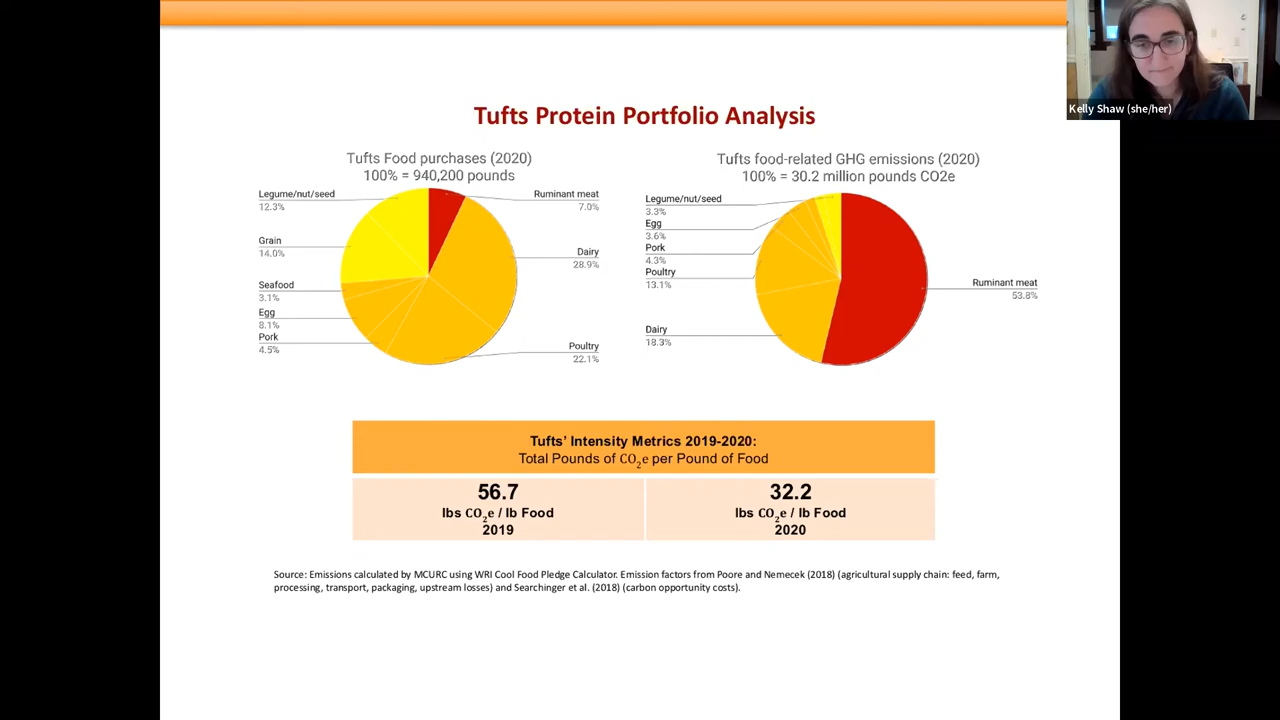 Kelly Shaw (she/her)
Tufts Protein Portfolio Analysis
Tufts Food purchases (2020)
100% = 940,200 pounds
Legume/nut/seed
12.3%
Grain
14.0%
Seafood
3.1%
Egg
8.1%
Pork
4.5%
Ruminant meat
7.0%
Dairy
28.9%
Poultry
22.1%
Tufts food-related GHG emissions (2020)
100% = 30.2 million pounds CO2e
Legume/nut/seed
3.3%
Egg
3.6%
Pork
4.3%
Poultry
13.1%
Dairy
18.3%
Ruminant meat
53.8%
Tufts’ Intensity Metrics 2019-2020:
Total Pounds of CO₂e per Pound of Food
56.7
lbs CO₂e / lb Food
2019
32.2
lbs CO₂e / lb Food
2020
Source: Emissions calculated by MCURC using WRI Cool Food Pledge Calculator. Emission factors from Poore and Nemecek (2018) (agricultural supply chain: feed, farm,
processing, transport, packaging, upstream losses) and Searchinger et al. (2018) (carbon opportunity costs).